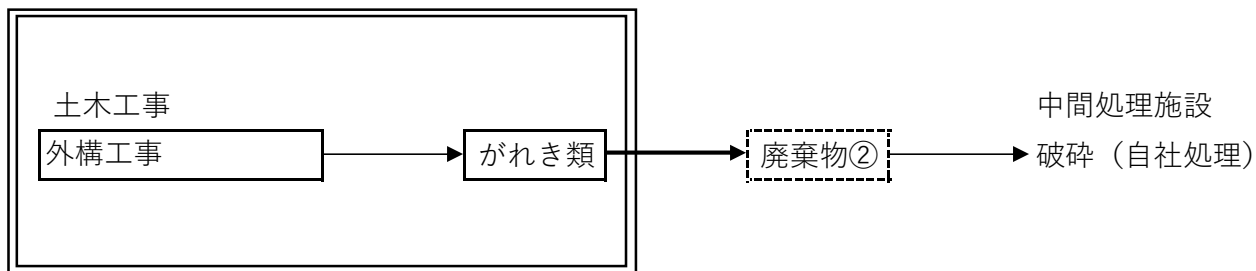 土木工事
中間処理施設
外構工事
がれき類
廃棄物②
破砕（自社処理）